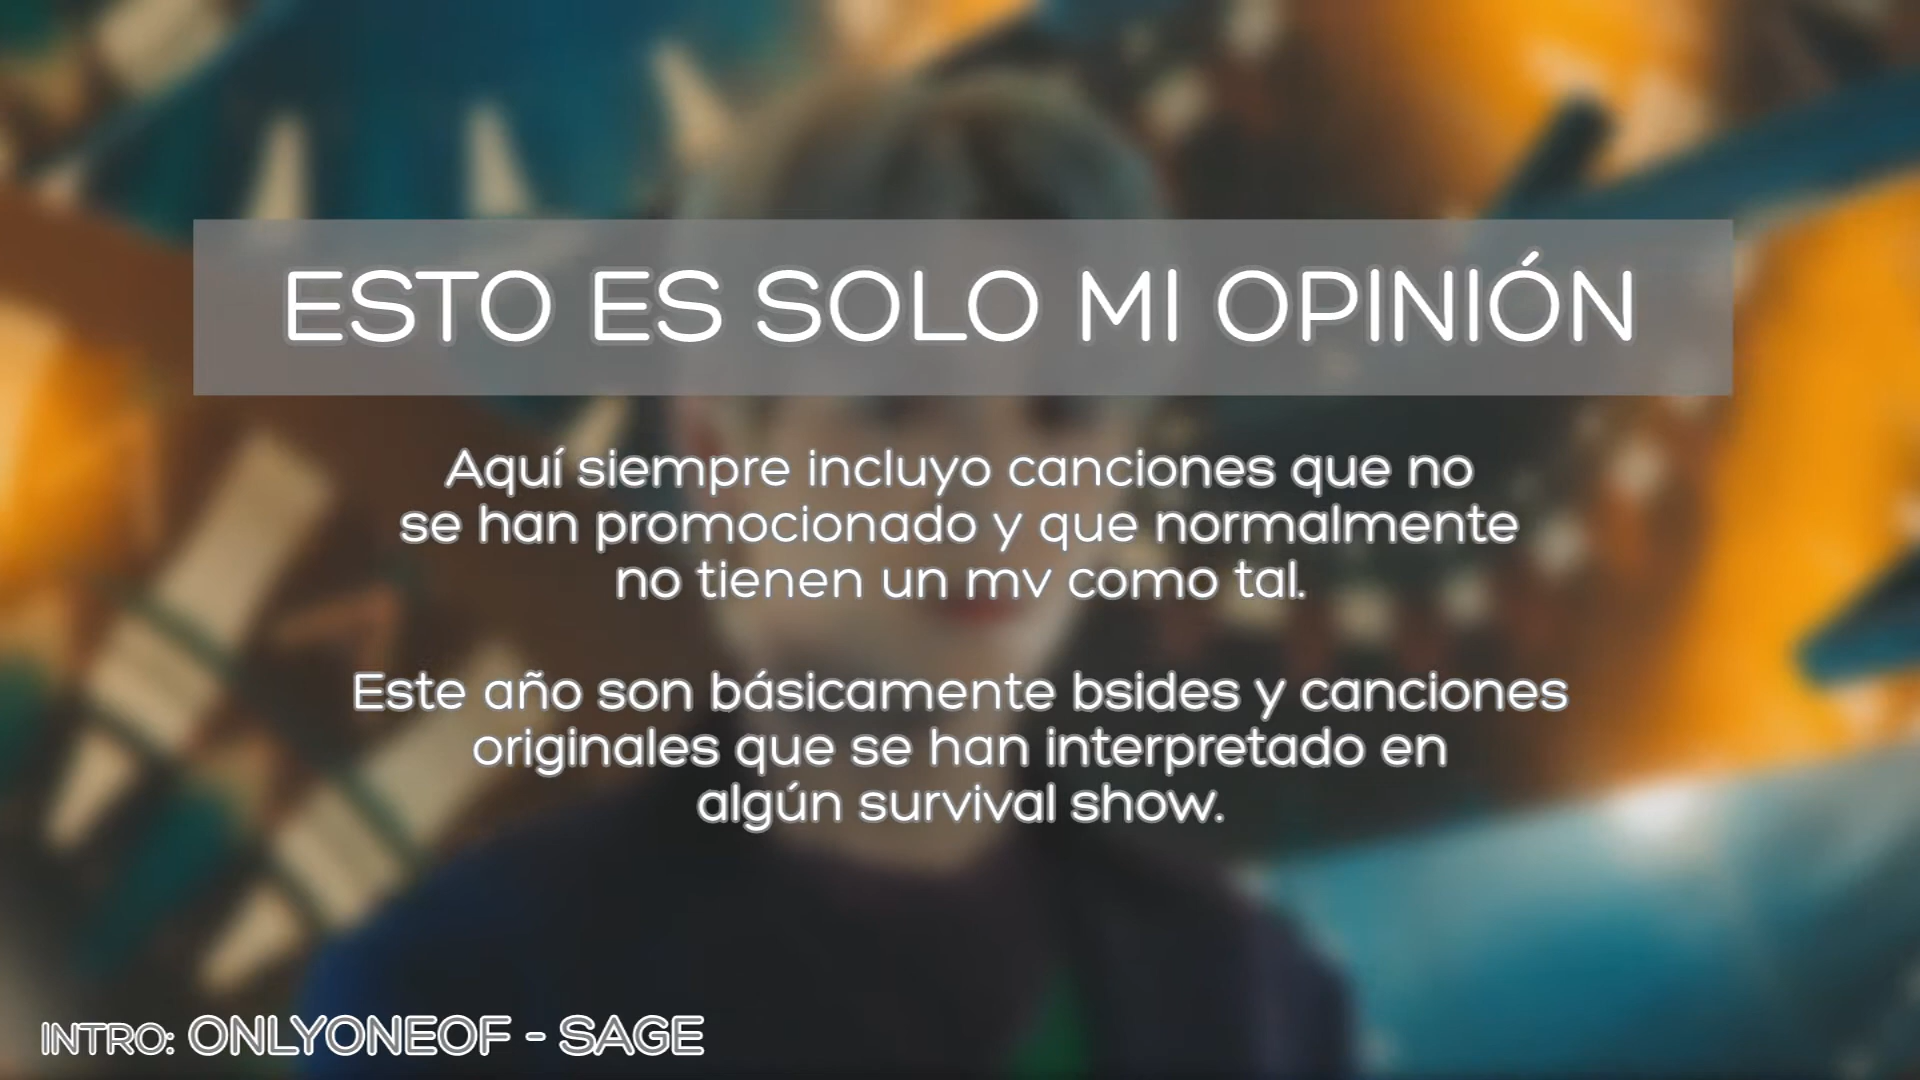 ESTO ES SOLO MI OPINIÓN
Aquí siempre incluyo canciones que no
se han promocionado y que normalmente
no tienen un mv como tal.
Este año son básicamente bsides y canciones
originales que se han interpretado en
algún survival show.
INTRO: ONLYONEOF - SAGE